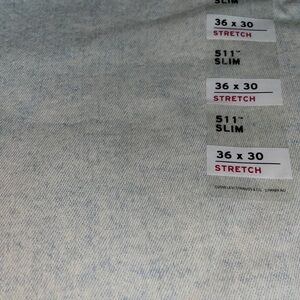 SLIM
36 x 30
STRETCH
511™
SLIM
36 x 30
STRETCH
511™
SLIM
36 x 30
STRETCH